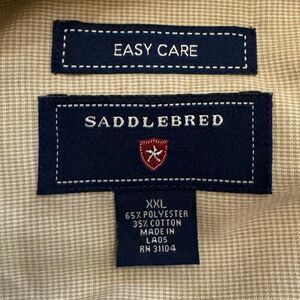 EASY CARE
SADDLEBRED
XXL
65% POLYESTER
35% COTTON
MADE IN
LAOS
RN 31104